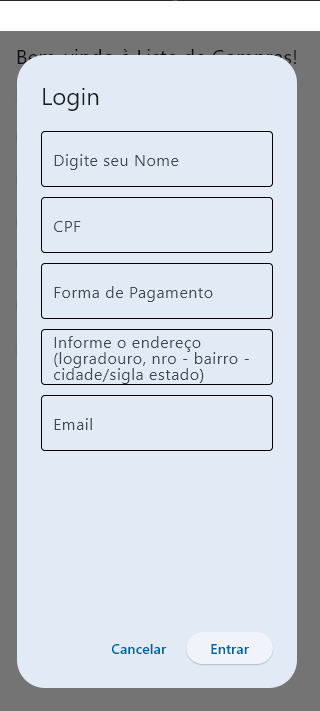 Bem-vindo à Lista de Compras!
Login
Digite seu Nome
CPF
Forma de Pagamento
Informe o endereço
(logradouro, nro - bairro -
cidade/sigla estado)
Email
Cancelar
Entrar